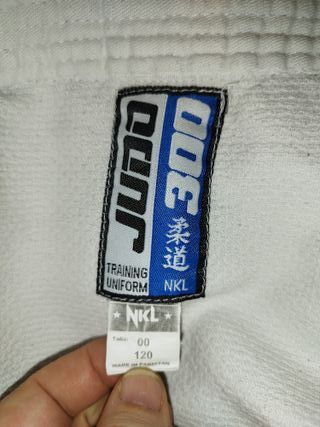 JUDO 300
柔道
TRAINING
UNIFORM
NKL
NKL
Talla: 00
120
MADE IN PAKISTAN